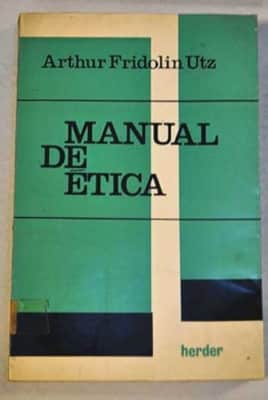 Arthur Fridolin Utz
MANUAL
DE
ÉTICA
herder